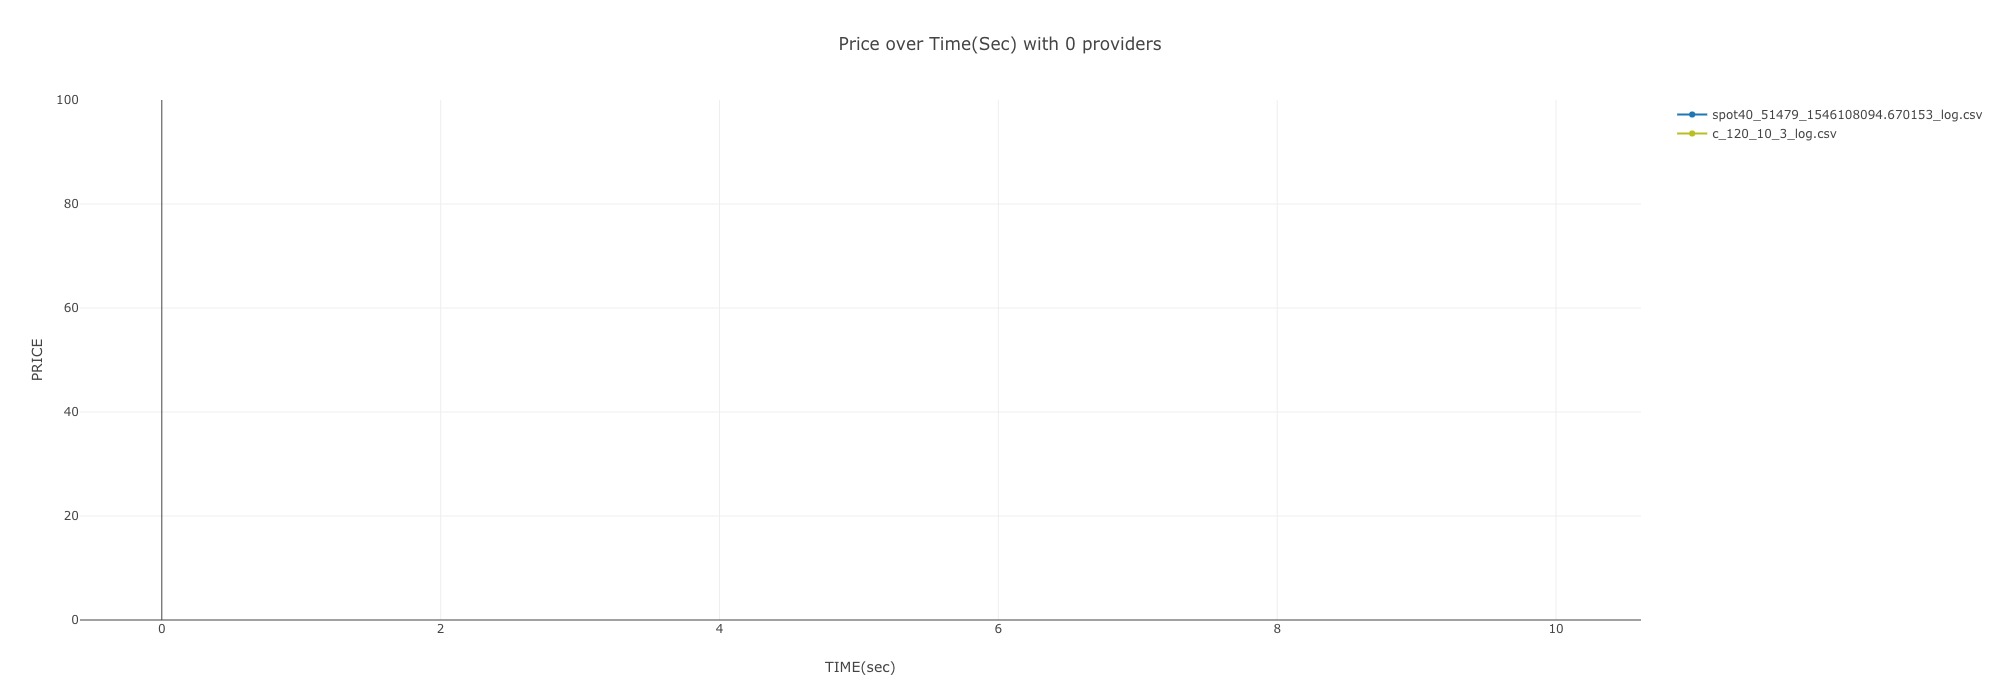 Price over Time(Sec) with 0 providers
100
80
60
40
20
0
PRICE
0 2 4 6 8 10
TIME(sec)
spot40_51479_1546108094.670153_log.csv
c_120_10_3_log.csv